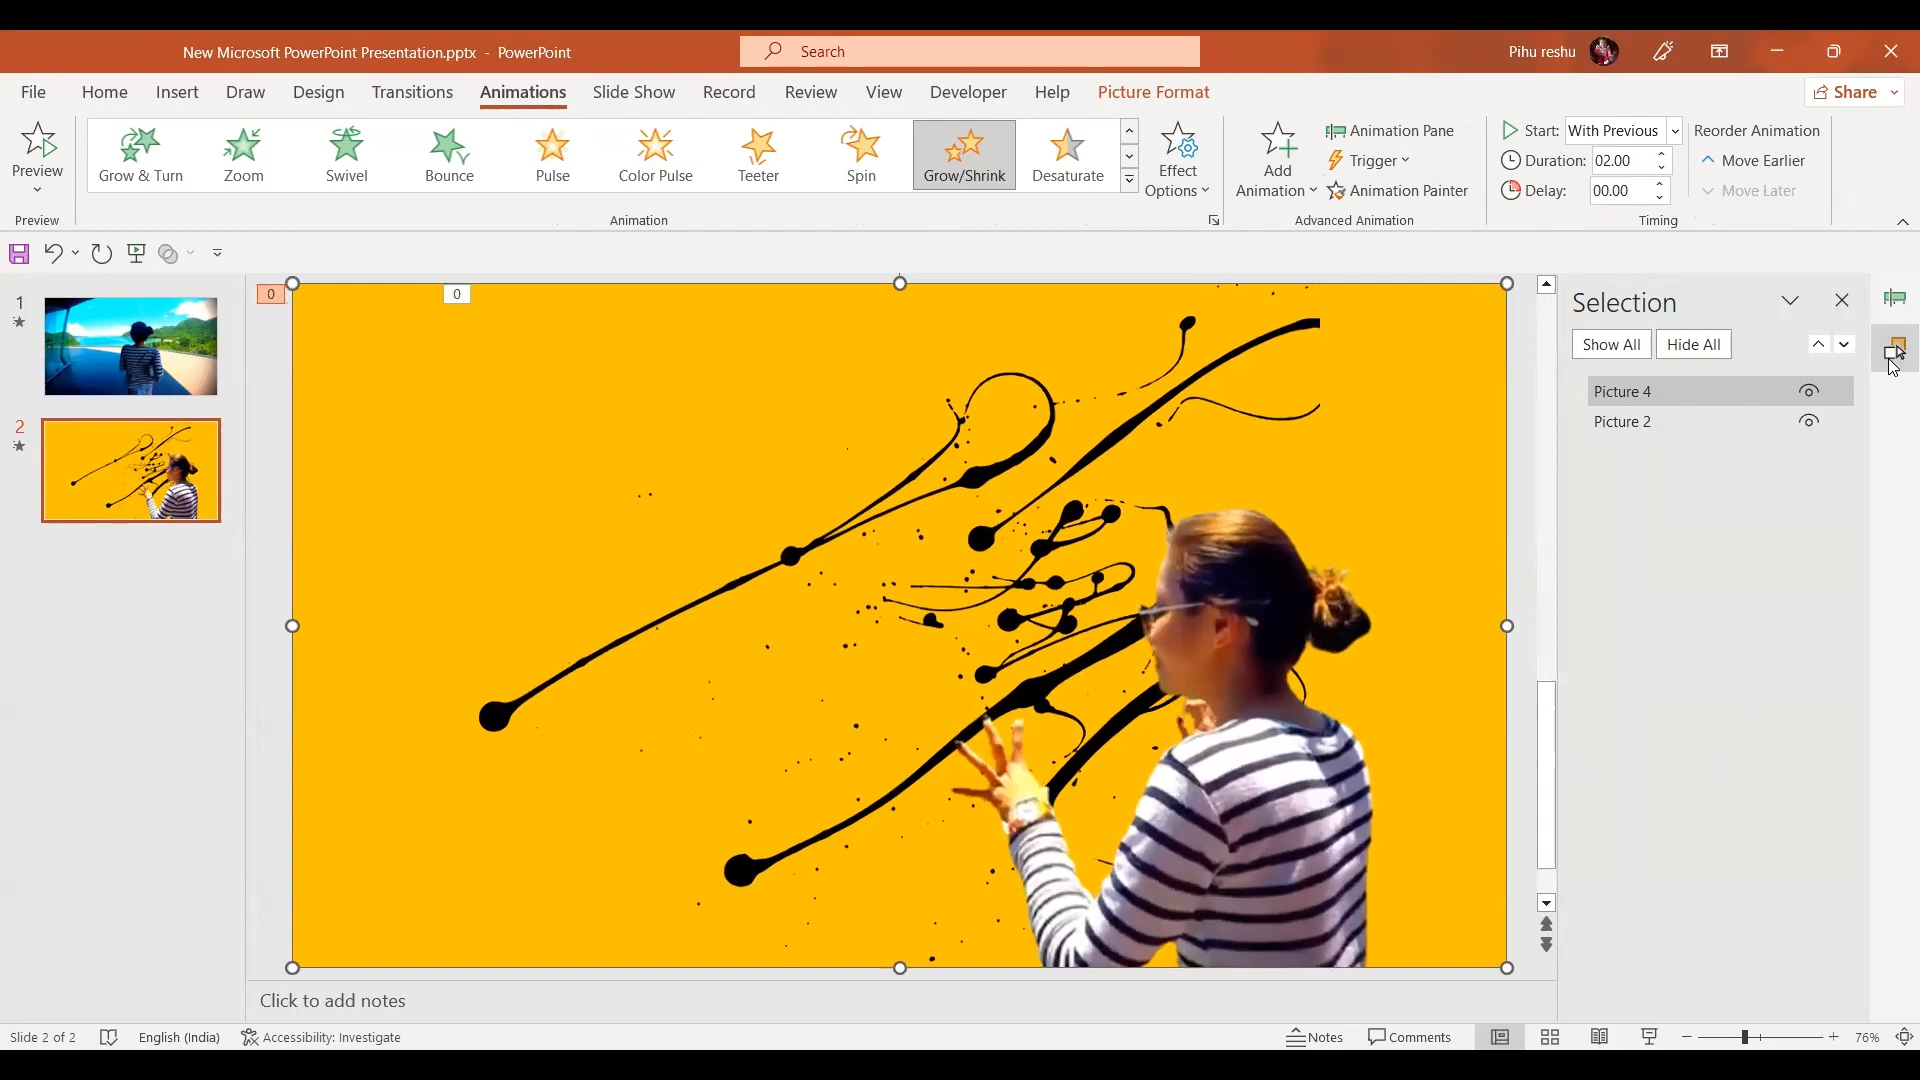 New Microsoft PowerPoint Presentation.pptx - PowerPoint
Search
Pihu reshu
File Home Insert Draw Design Transitions Animations Slide Show Record Review View Developer Help Picture Format
Share
Preview
Grow & Turn Zoom Swivel Bounce Pulse Color Pulse Teeter Spin Grow/Shrink Desaturate
Effect Options
Add Animation
Animation Pane
Trigger
Animation Painter
Start: With Previous
Duration: 02.00
Delay: 00.00
Reorder Animation
Move Earlier
Move Later
Preview Animation Advanced Animation Timing
1
2
0
0
Selection
Show All Hide All
Picture 4
Picture 2
Click to add notes
Slide 2 of 2 English (India) Accessibility: Investigate Notes Comments 76%